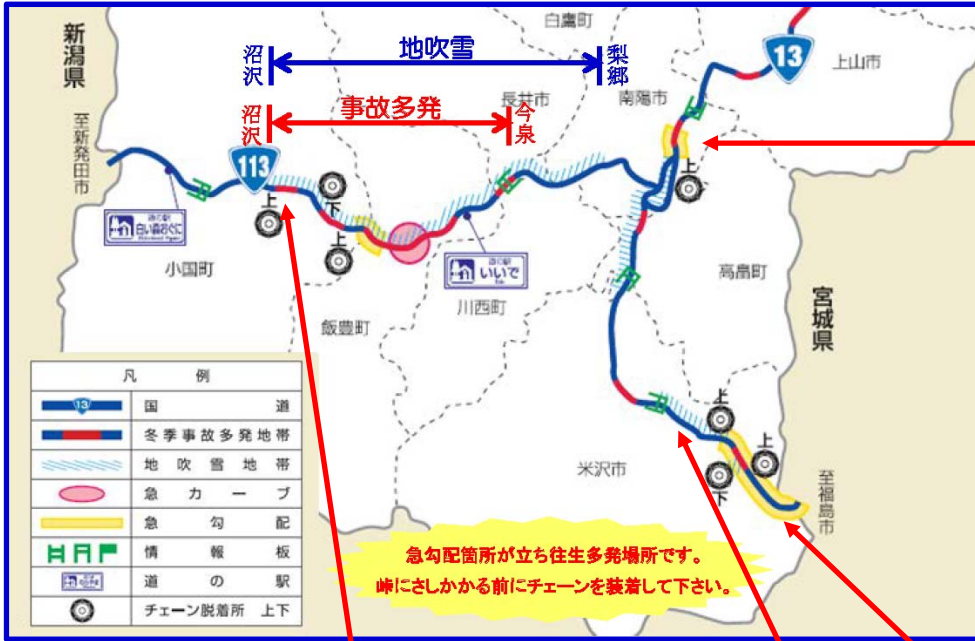 新潟県
至新発田市
沼沢
地吹雪
梨郷
白鷹町
13
上山市
南陽市
長井市
沼沢
事故多発
今泉
113
上
下
上
上
道の駅
白い森おぐに
道の駅
いいで
小国町
飯豊町
川西町
高畠町
宮城県
米沢市
上
上
下
至福島市
凡 例
13 国道
冬季事故多発地帯
地吹雪地帯
急カーブ
急勾配
情報板
道の駅
チェーン脱着所 上下
急勾配箇所が立ち往生多発場所です。
峠にさしかかる前にチェーンを装着して下さい。